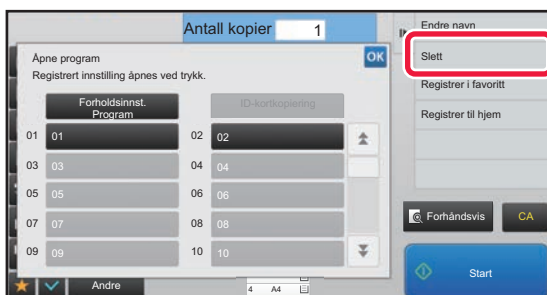 Antall kopier 1
Åpne program
Registrert innstilling åpnes ved trykk.
OK
Forholdsinnst.
Program
ID-kortkopiering
01 01
02 02
03 03
04 04
05 05
06 06
07 07
08 08
09 09
10 10
Andre
4 A4
Endre navn
Slett
Registrer i favoritt
Registrer til hjem
Forhåndsvis
CA
Start